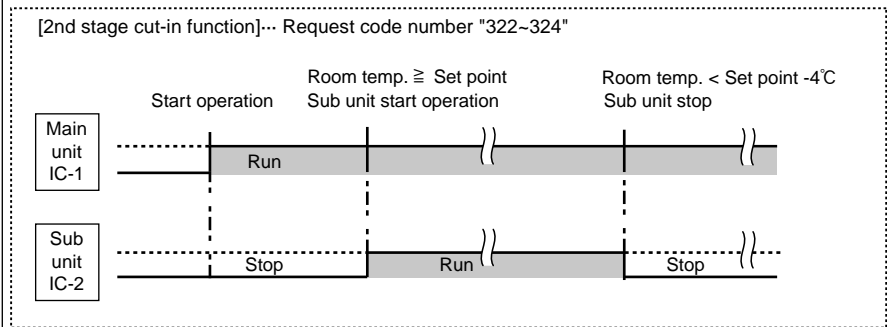 [2nd stage cut-in function]··· Request code number "322~324"
Room temp. ≧ Set point
Room temp. < Set point -4℃
Start operation
Sub unit start operation
Sub unit stop
Main
unit
IC-1
Run
Sub
unit
IC-2
Stop
Run
Stop